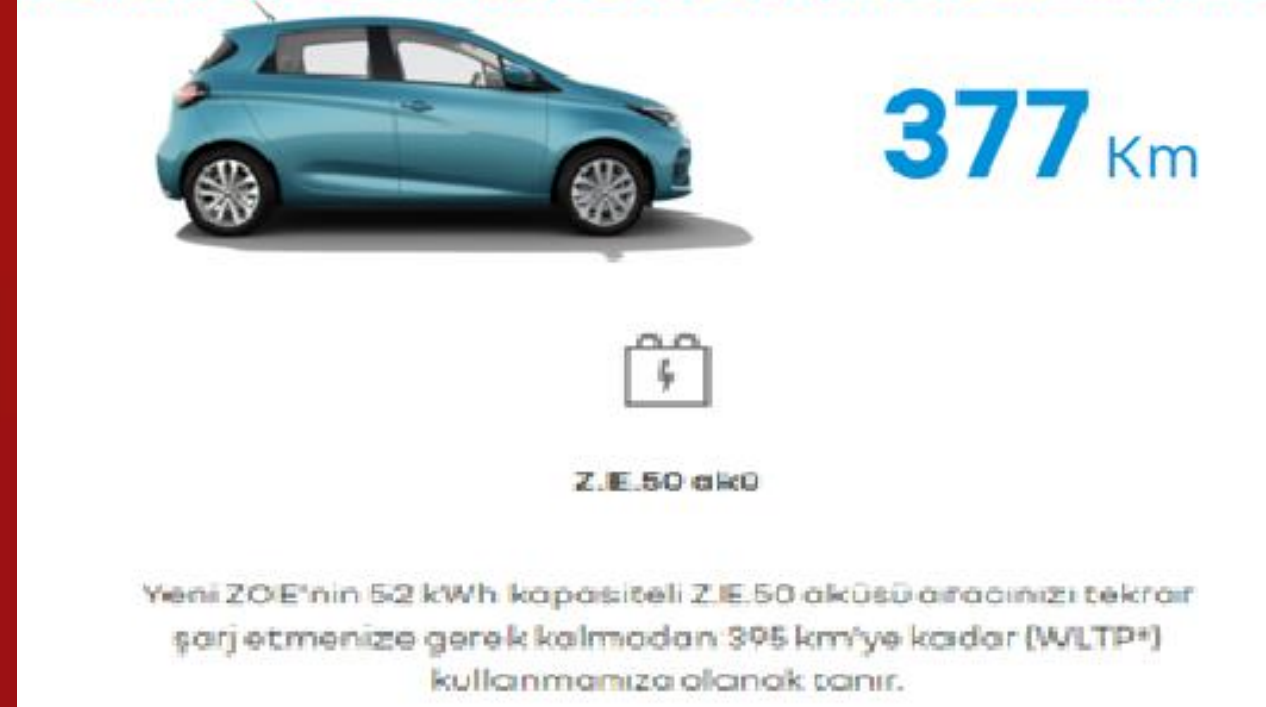 377 Km
Z.E.50 akü
Yeni ZOE'nin 52 kWh kapasiteli Z.E.50 aküsü aracınızı tekrar
şarj etmenize gerek kalmadan 395 km'ye kadar (WLTP*)
kullanmanıza olanak tanır.